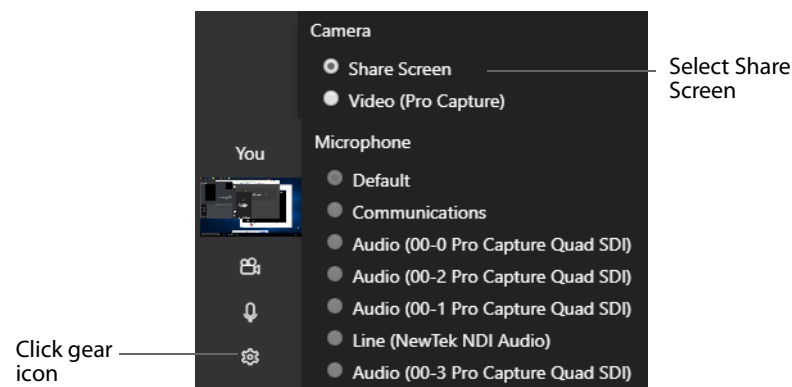 Camera
Share Screen
Video (Pro Capture)
Select Share
Screen
You
Microphone
Default
Communications
Audio (00-0 Pro Capture Quad SDI)
Audio (00-2 Pro Capture Quad SDI)
Audio (00-1 Pro Capture Quad SDI)
Line (NewTek NDI Audio)
Audio (00-3 Pro Capture Quad SDI)
Click gear
icon